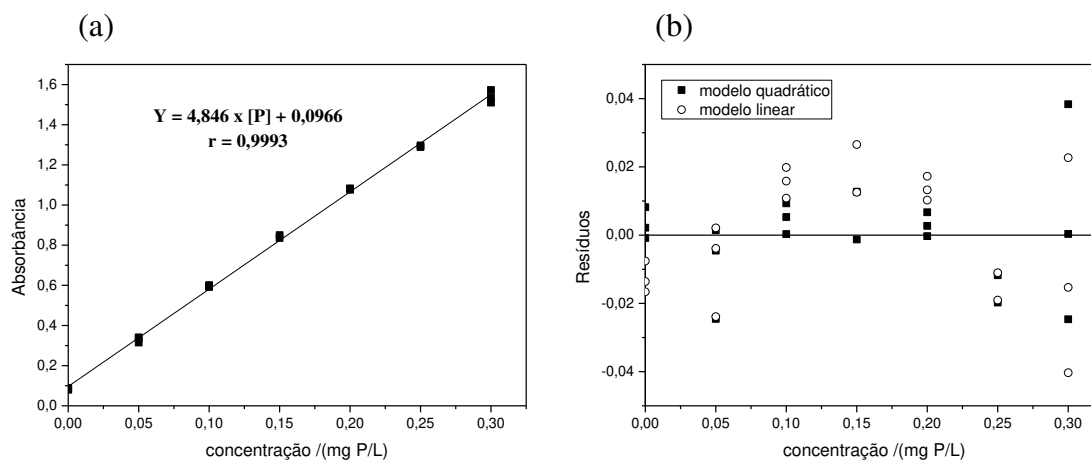 (a)
Y = 4,846 x [P] + 0,0966
r = 0,9993
Absorbância
1,6
1,4
1,2
1,0
0,8
0,6
0,4
0,2
0,0
0,00 0,05 0,10 0,15 0,20 0,25 0,30
concentração /(mg P/L)
(b)
modelo quadrático
modelo linear
Resíduos
0,04
0,02
0,00
-0,02
-0,04
0,00 0,05 0,10 0,15 0,20 0,25 0,30
concentração /(mg P/L)